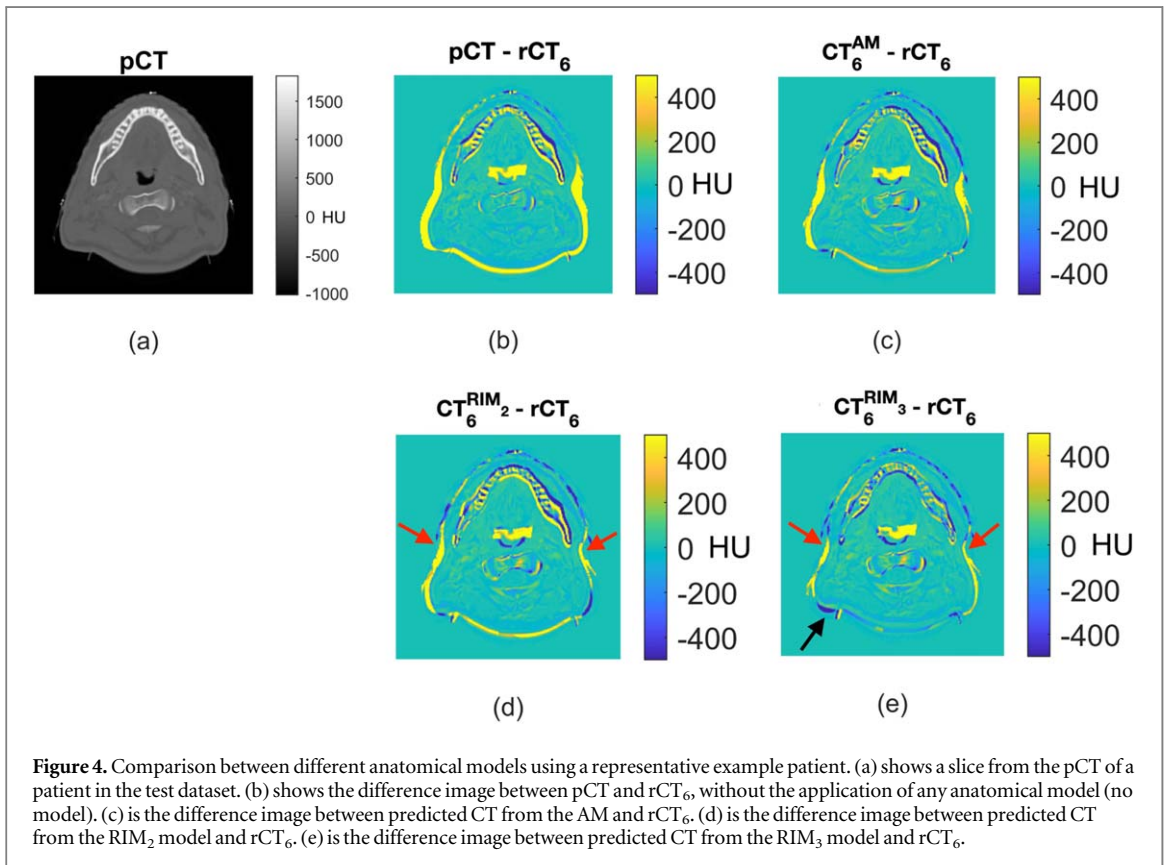 pCT
1500
1000
500
0 HU
-500
-1000
(a)
pCT - rCT₆
400
200
0 HU
-200
-400
(b)
CT₆ᴬᴹ - rCT₆
400
200
0 HU
-200
-400
(c)
CT₆ᴿᴵᴹ₂ - rCT₆
400
200
0 HU
-200
-400
(d)
CT₆ᴿᴵᴹ₃ - rCT₆
400
200
0 HU
-200
-400
(e)
Figure 4. Comparison between different anatomical models using a representative example patient. (a) shows a slice from the pCT of a
patient in the test dataset. (b) shows the difference image between pCT and rCT₆, without the application of any anatomical model (no
model). (c) is the difference image between predicted CT from the AM and rCT₆. (d) is the difference image between predicted CT
from the RIM₂ model and rCT₆. (e) is the difference image between predicted CT from the RIM₃ model and rCT₆.